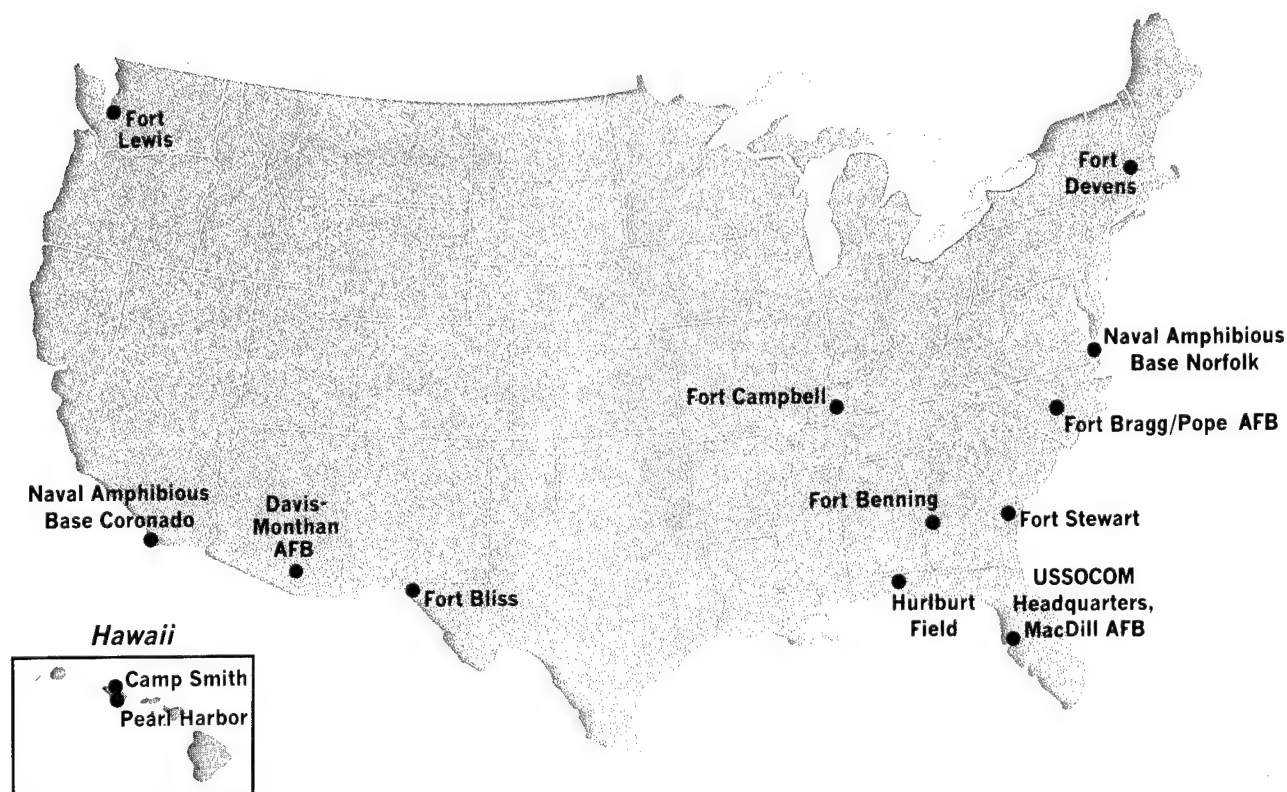 Fort
Lewis
Fort
Devens
Naval Amphibious
Base Norfolk
Fort Campbell
Fort Bragg/Pope AFB
Naval Amphibious
Base Coronado
Davis-
Monthan
AFB
Fort Benning
Fort Stewart
Fort Bliss
Hurlburt
Field
USSOCOM
Headquarters,
MacDill AFB
Hawaii
Camp Smith
Pearl Harbor